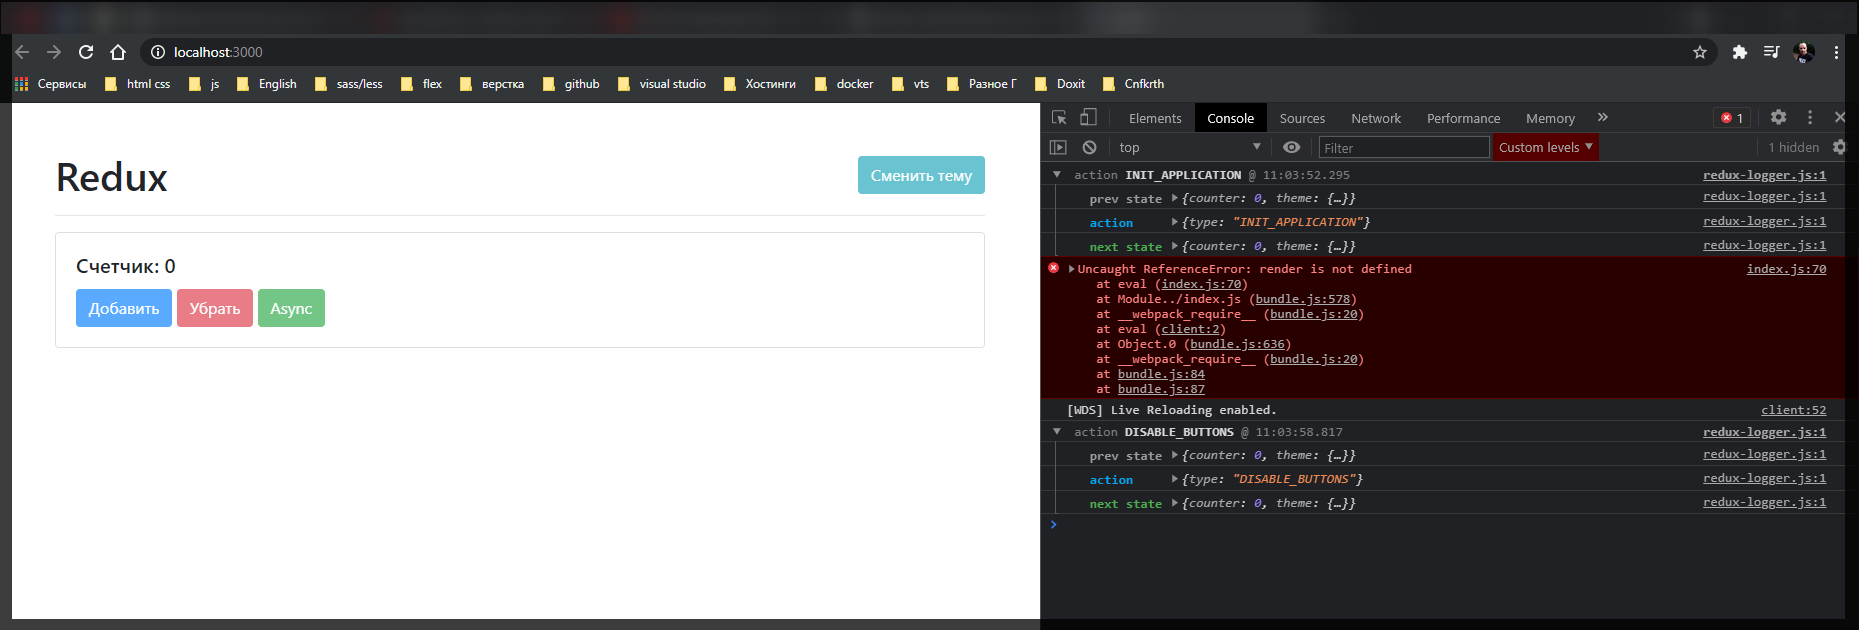 localhost:3000
Сервисы html css js English sass/less flex верстка github visual studio Хостинги docker vts Разное Г Doxit Cnfkrth
Redux
Сменить тему
Счетчик: 0
Добавить Убрать Async
Elements Console Sources Network Performance Memory » 1
top Filter Custom levels 1 hidden
action INIT_APPLICATION @ 11:03:52.295 redux-logger.js:1
prev state {counter: 0, theme: {…}} redux-logger.js:1
action {type: "INIT_APPLICATION"} redux-logger.js:1
next state {counter: 0, theme: {…}} redux-logger.js:1
Uncaught ReferenceError: render is not defined index.js:70
at eval (index.js:70)
at Module../index.js (bundle.js:578)
at __webpack_require__ (bundle.js:20)
at eval (client:2)
at Object.0 (bundle.js:636)
at __webpack_require__ (bundle.js:20)
at bundle.js:84
at bundle.js:87
[WDS] Live Reloading enabled. client:52
action DISABLE_BUTTONS @ 11:03:58.817 redux-logger.js:1
prev state {counter: 0, theme: {…}} redux-logger.js:1
action {type: "DISABLE_BUTTONS"} redux-logger.js:1
next state {counter: 0, theme: {…}} redux-logger.js:1